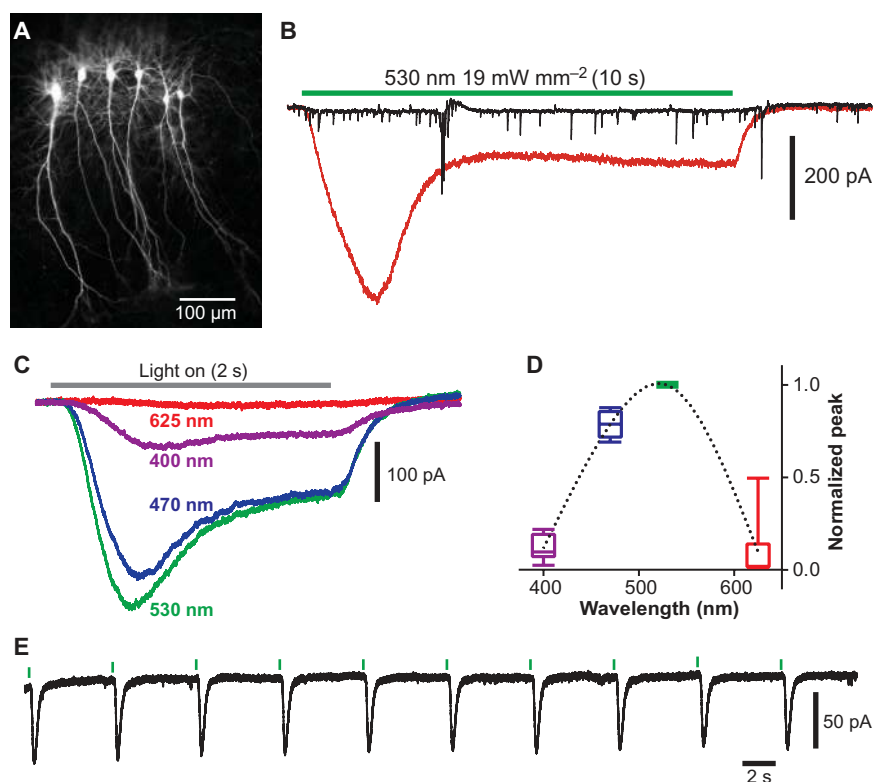 A
100 µm
B
530 nm 19 mW mm⁻² (10 s)
200 pA
C
Light on (2 s)
625 nm
400 nm
470 nm
530 nm
100 pA
D
1.0
0.5
0.0
Normalized peak
400 500 600
Wavelength (nm)
E
50 pA
2 s